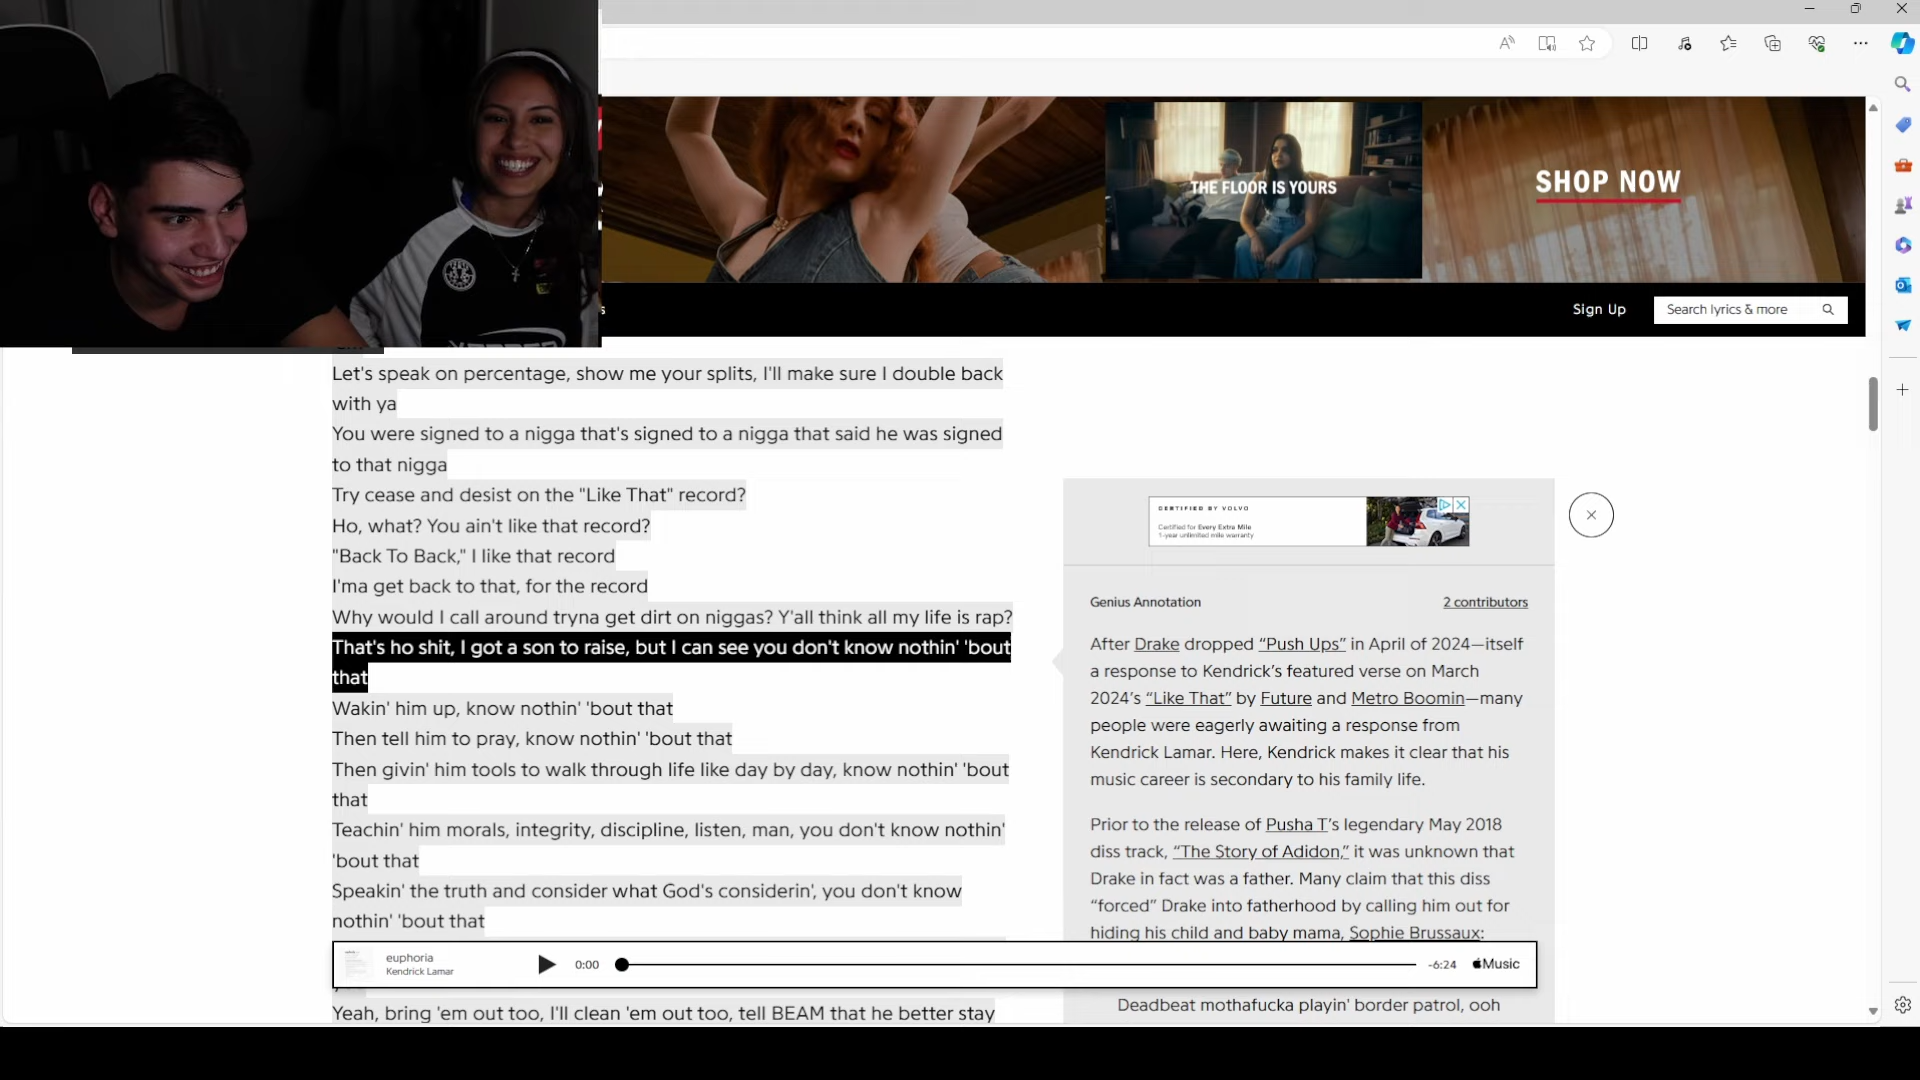 THE FLOOR IS YOURS
SHOP NOW
s
Sign Up
Search lyrics & more
Let's speak on percentage, show me your splits, I'll make sure I double back
with ya
You were signed to a nigga that's signed to a nigga that said he was signed
to that nigga
Try cease and desist on the "Like That" record?
Ho, what? You ain't like that record?
"Back To Back," I like that record
I'ma get back to that, for the record
Why would I call around tryna get dirt on niggas? Y'all think all my life is rap?
That's ho shit, I got a son to raise, but I can see you don't know nothin' 'bout
that
Wakin' him up, know nothin' 'bout that
Then tell him to pray, know nothin' 'bout that
Then givin' him tools to walk through life like day by day, know nothin' 'bout
that
Teachin' him morals, integrity, discipline, listen, man, you don't know nothin'
'bout that
Speakin' the truth and consider what God's considerin', you don't know
nothin' 'bout that
Yeah, bring 'em out too, I'll clean 'em out too, tell BEAM that he better stay
CERTIFIED BY VOLVO
Certified for Every Extra Mile
1-year unlimited mile warranty
Genius Annotation
2 contributors
After Drake dropped “Push Ups” in April of 2024—itself
a response to Kendrick's featured verse on March
2024's “Like That” by Future and Metro Boomin—many
people were eagerly awaiting a response from
Kendrick Lamar. Here, Kendrick makes it clear that his
music career is secondary to his family life.
Prior to the release of Pusha T's legendary May 2018
diss track, “The Story of Adidon,” it was unknown that
Drake in fact was a father. Many claim that this diss
“forced” Drake into fatherhood by calling him out for
hiding his child and baby mama, Sophie Brussaux:
Deadbeat mothafucka playin' border patrol, ooh
euphoria
Kendrick Lamar
0:00
-6:24
Music